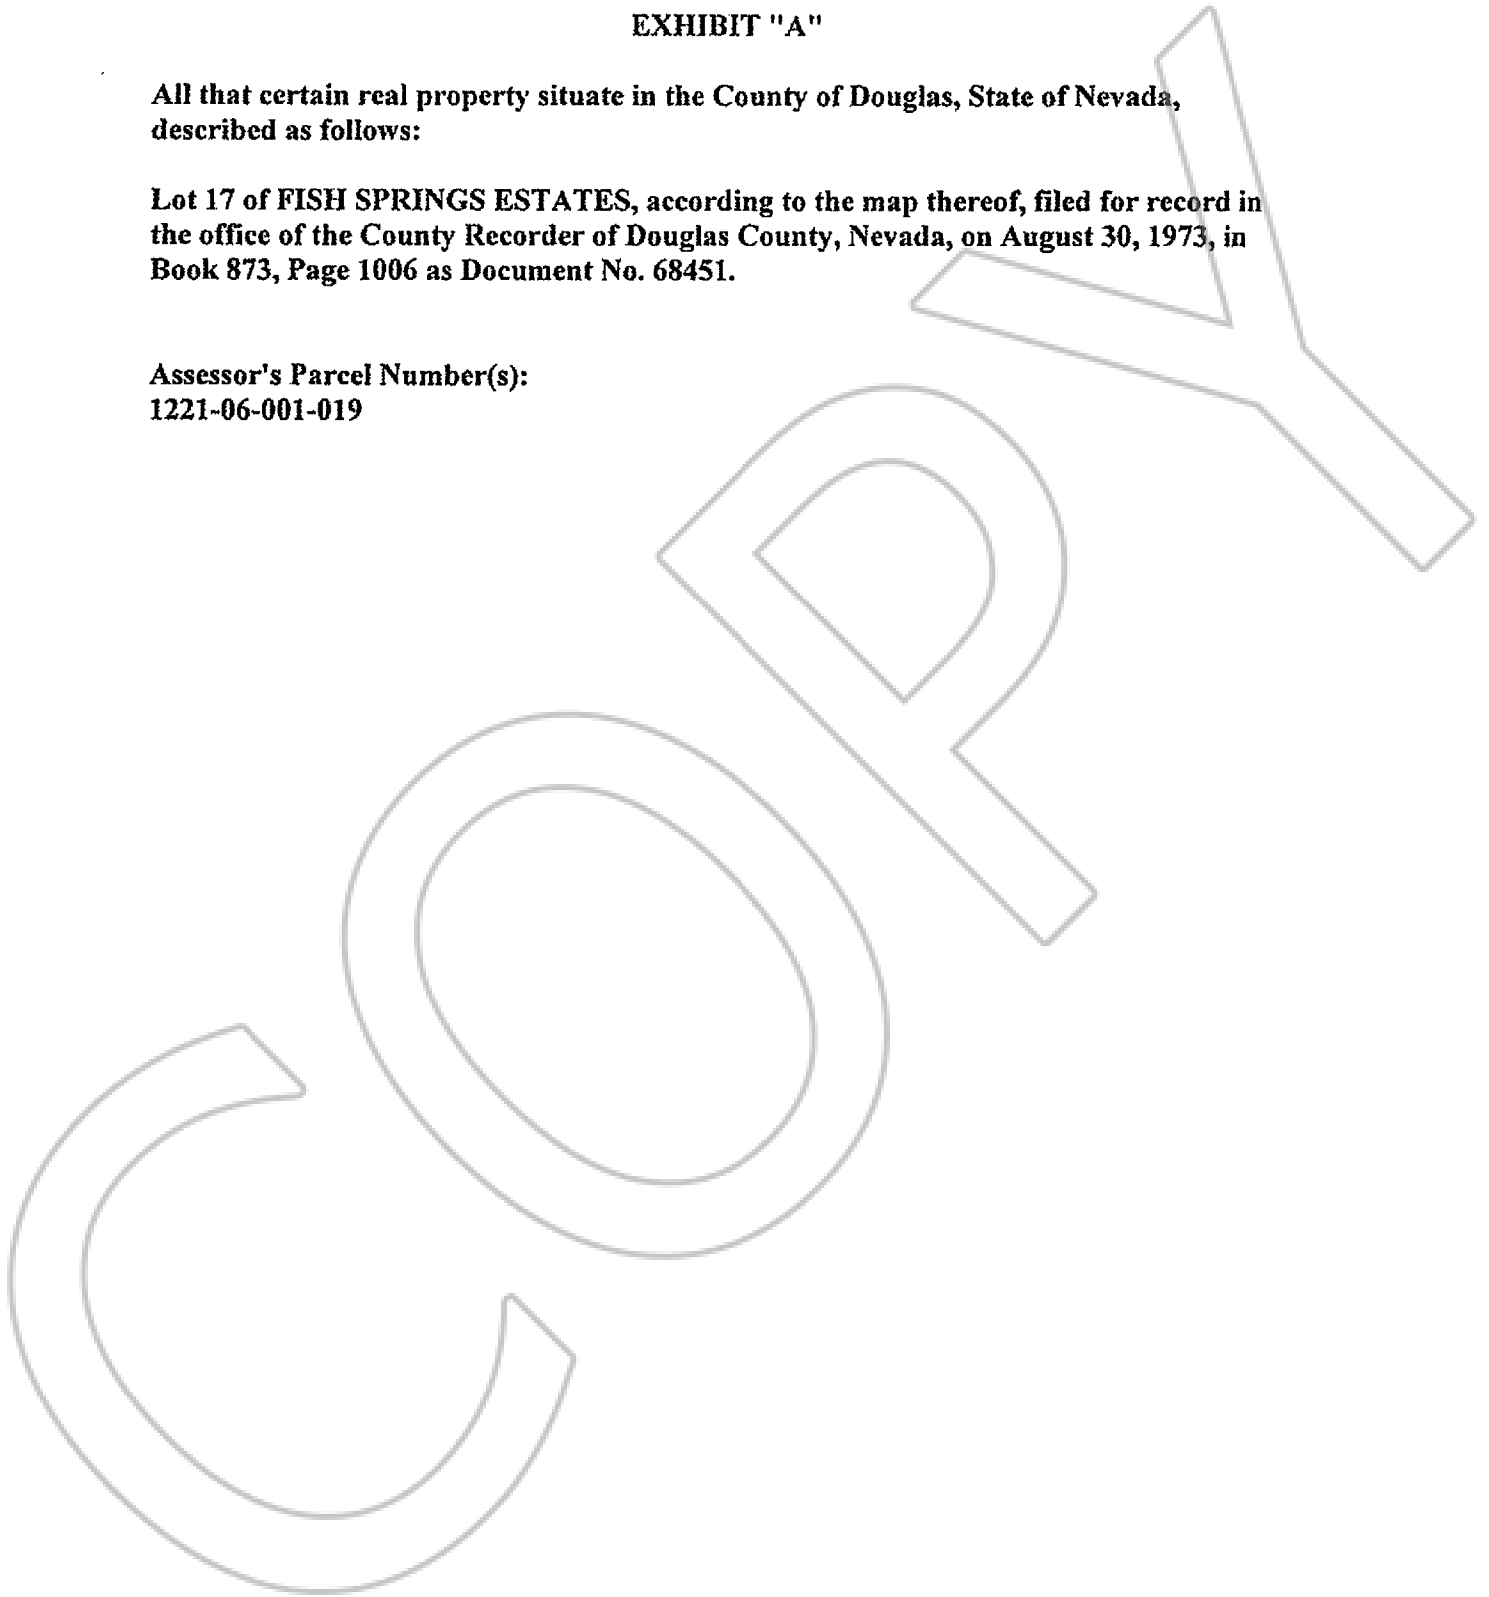 EXHIBIT "A"
All that certain real property situate in the County of Douglas, State of Nevada,
described as follows:
Lot 17 of FISH SPRINGS ESTATES, according to the map thereof, filed for record in
the office of the County Recorder of Douglas County, Nevada, on August 30, 1973, in
Book 873, Page 1006 as Document No. 68451.
Assessor's Parcel Number(s):
1221-06-001-019
COPY